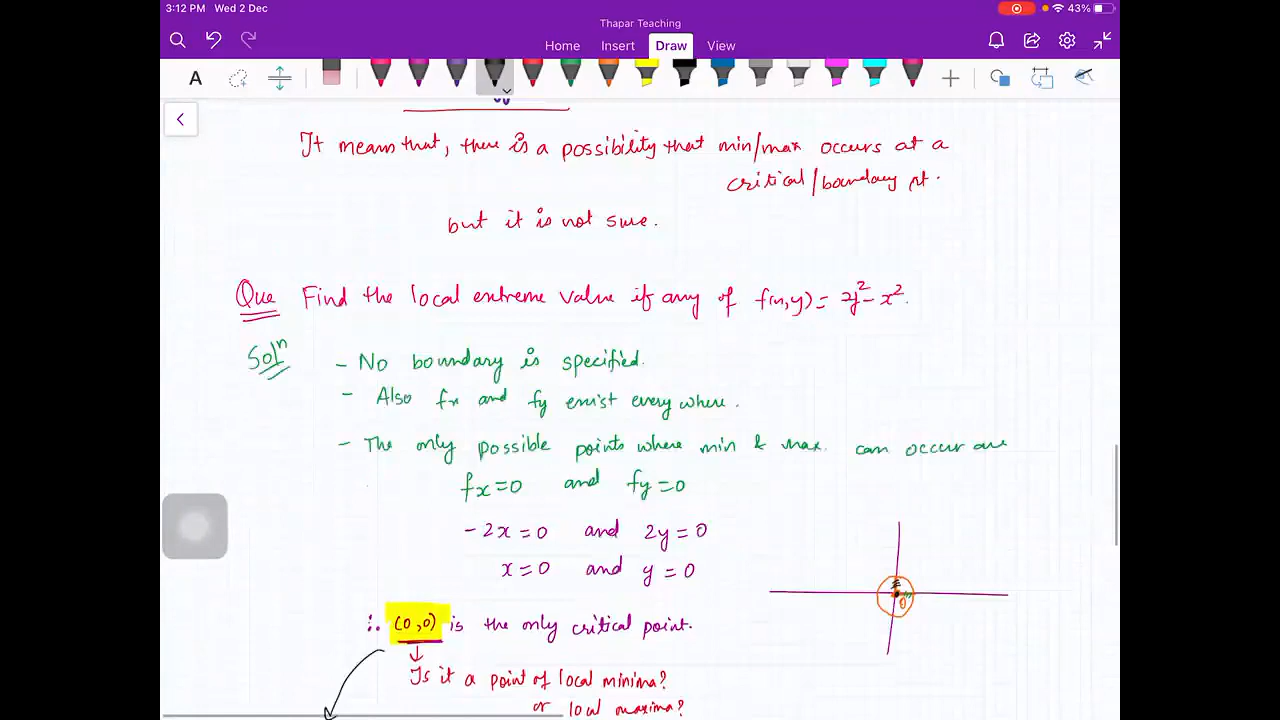 3:12 PM Wed 2 Dec
43%
Thapar Teaching
Home Insert Draw View
A
It means that, there is a possibility that min/max occurs at a
critical/boundary pt.
but it is not sure.
Que Find the local extreme value if any of f(x,y) = y² - x².
Solⁿ - No boundary is specified.
- Also fx and fy exist every where.
- The only possible points where min & max. can occur are
fx = 0 and fy = 0
-2x = 0 and 2y = 0
x = 0 and y = 0
0
∴ (0,0) is the only critical point.
Is it a point of local minima?
or local maxima?